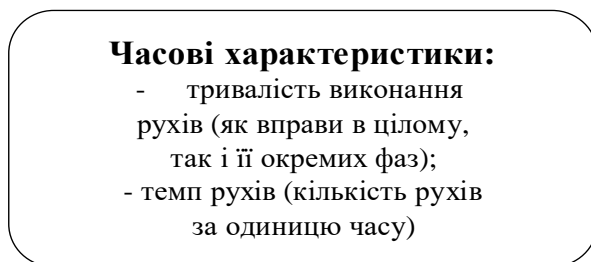 Часові характеристики:
- тривалість виконання
рухів (як вправи в цілому,
так і її окремих фаз);
- темп рухів (кількість рухів
за одиницю часу)